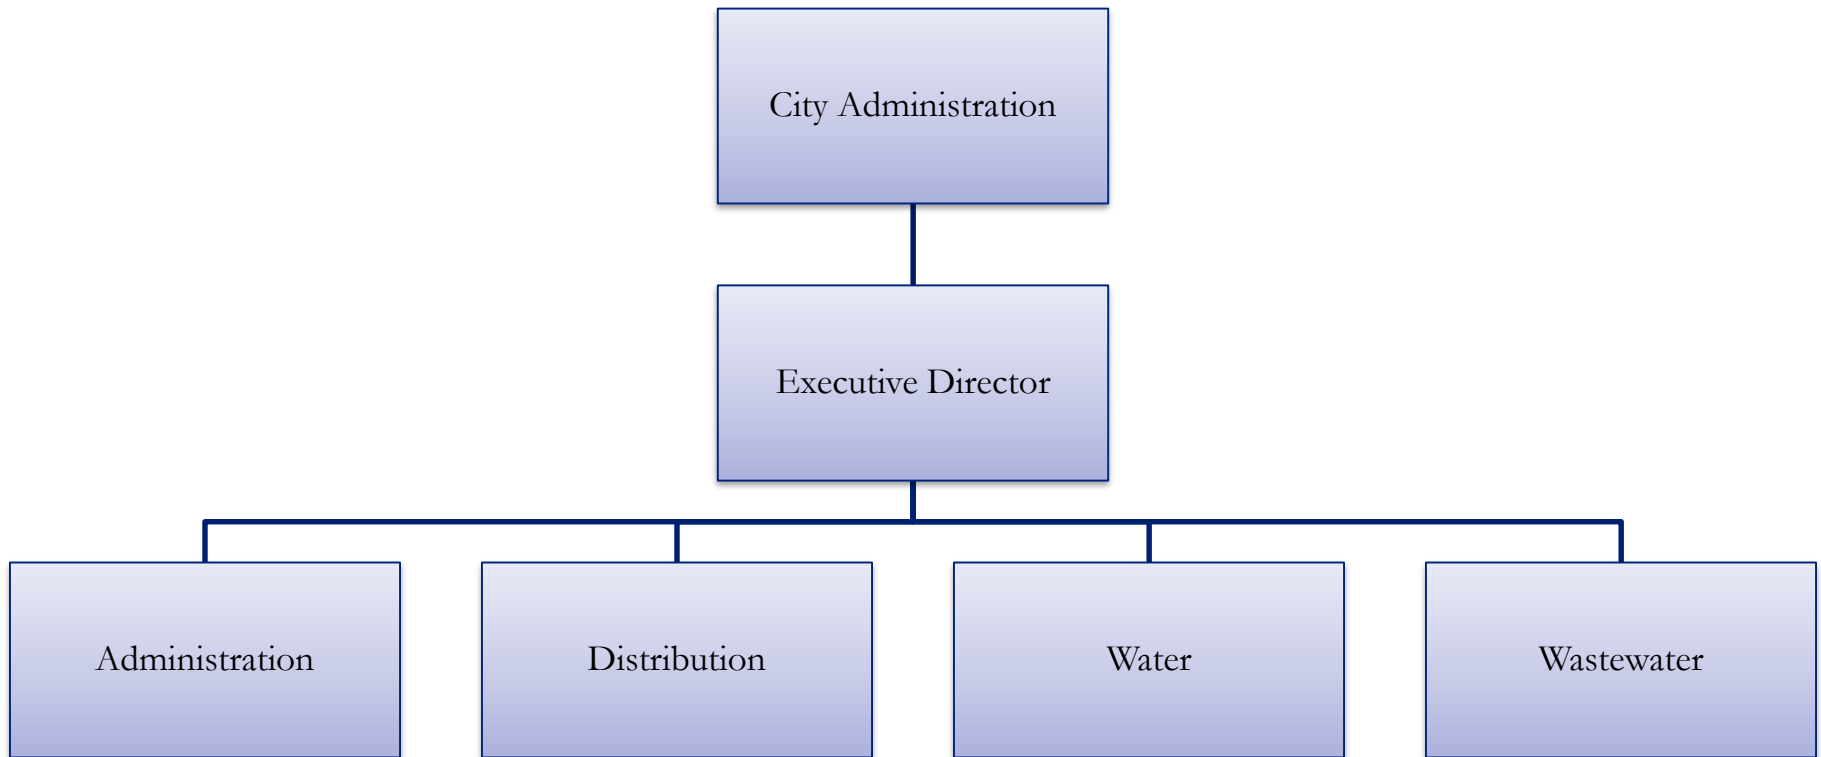 City Administration
Executive Director
Administration
Distribution
Water
Wastewater